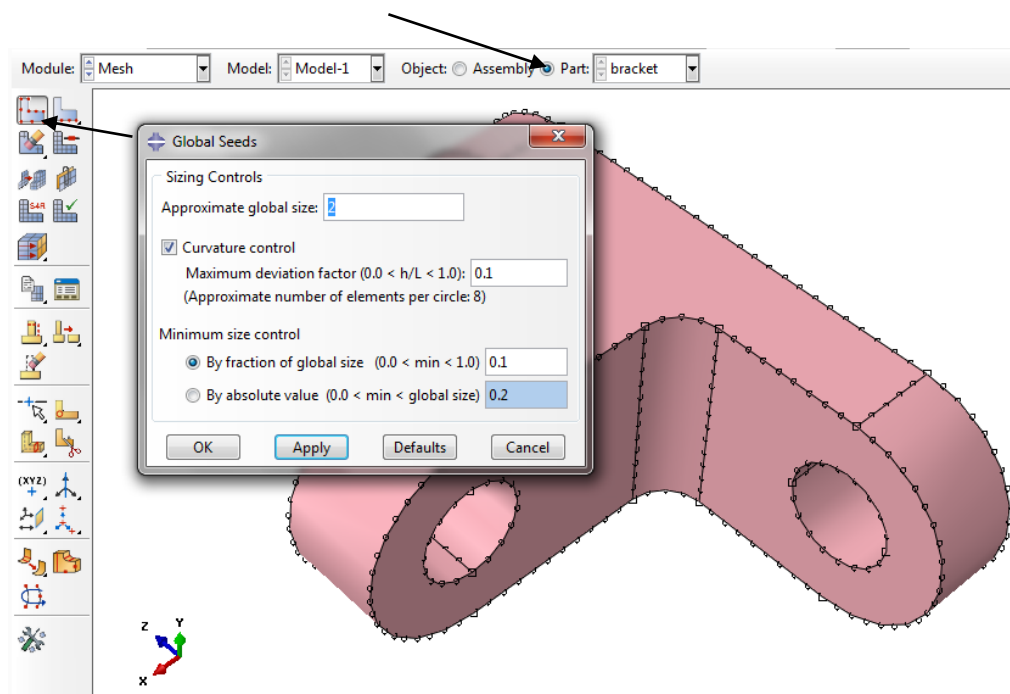 Module: Mesh Model: Model-1 Object: Assembly Part: bracket
Global Seeds
Sizing Controls
Approximate global size: 2
Curvature control
Maximum deviation factor (0.0 < h/L < 1.0): 0.1
(Approximate number of elements per circle: 8)
Minimum size control
By fraction of global size (0.0 < min < 1.0) 0.1
By absolute value (0.0 < min < global size) 0.2
OK Apply Defaults Cancel
S4R
(XYZ)
Z Y
X